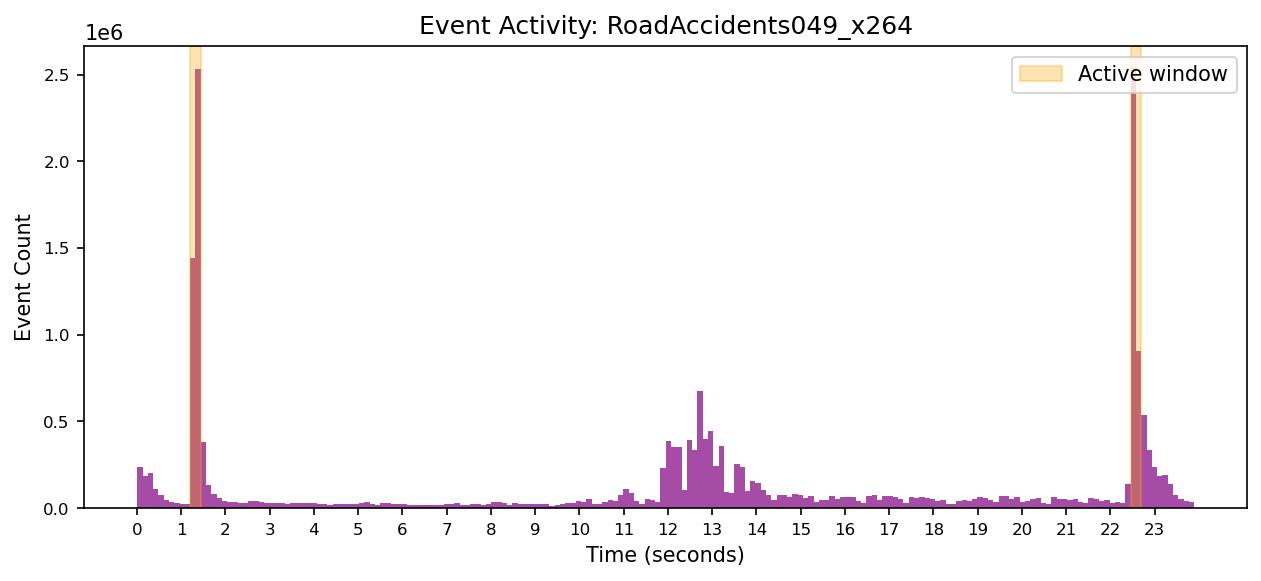 Event Activity: RoadAccidents049_x264
1e6
Active window
2.5
2.0
1.5
1.0
0.5
0.0
Event Count
0 1 2 3 4 5 6 7 8 9 10 11 12 13 14 15 16 17 18 19 20 21 22 23
Time (seconds)